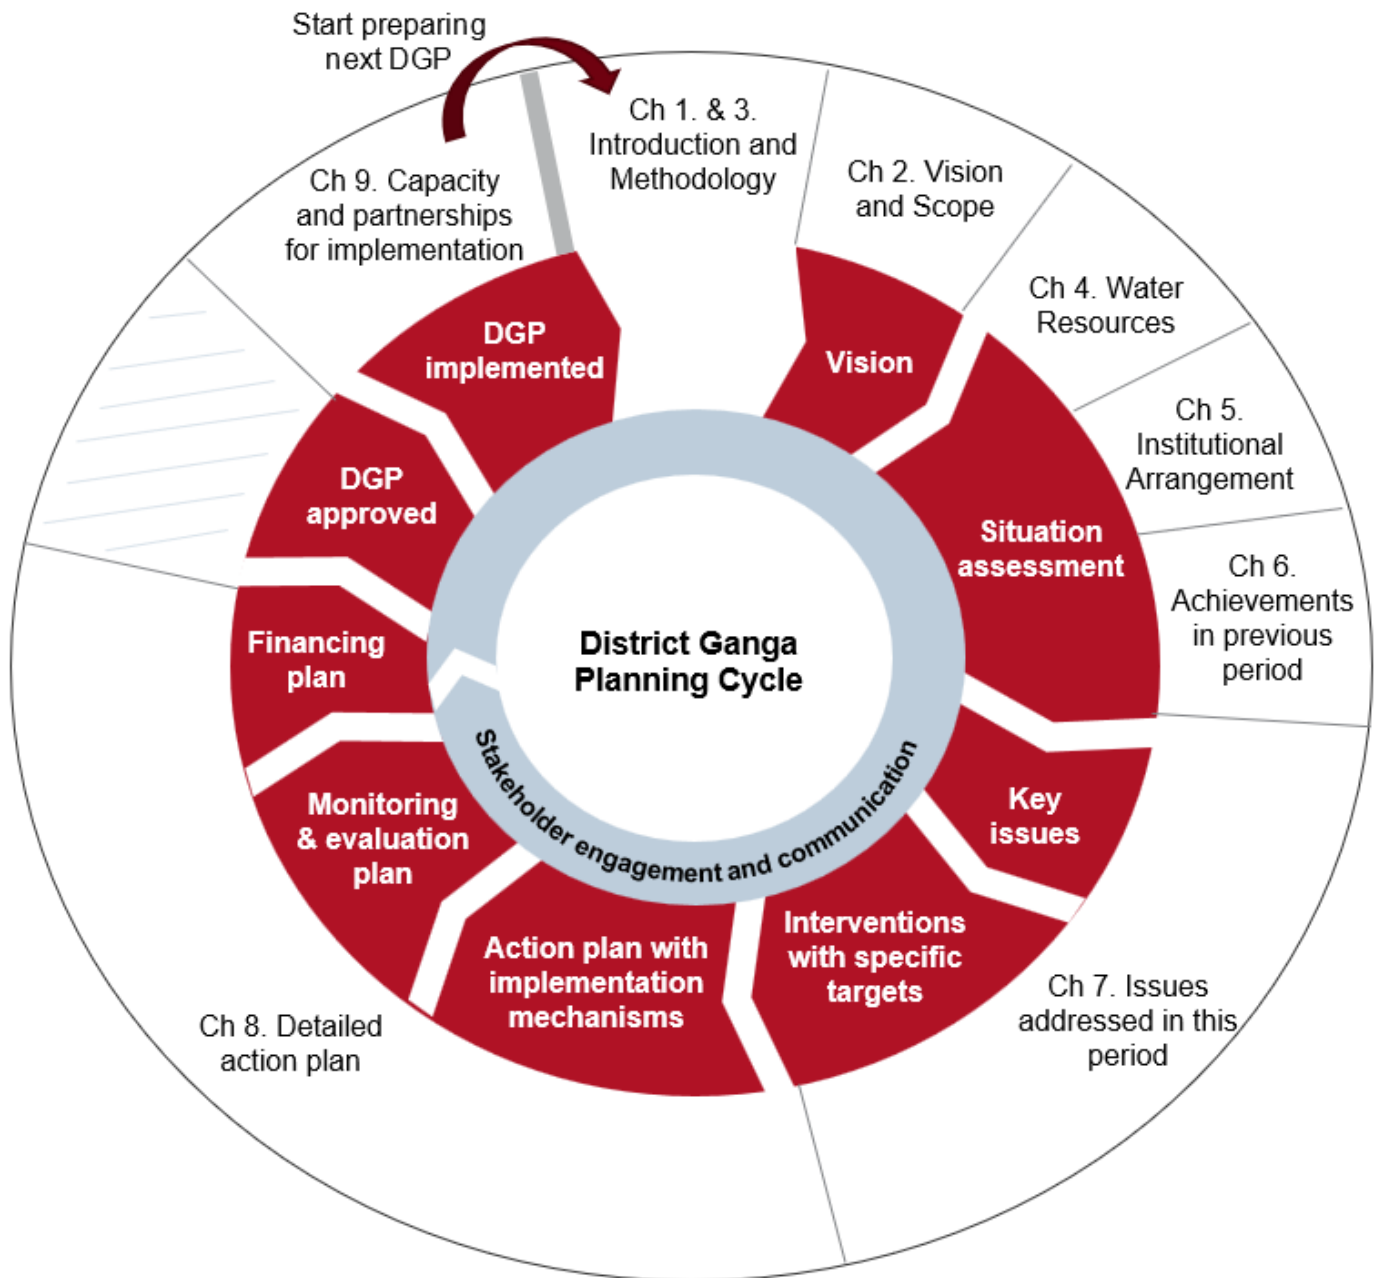 Start preparing
next DGP
Ch 1. & 3.
Introduction and
Methodology
Ch 2. Vision
and Scope
Ch 4. Water
Resources
Ch 5.
Institutional
Arrangement
Ch 6.
Achievements
in previous
period
Ch 7. Issues
addressed in this
period
Ch 8. Detailed
action plan
Ch 9. Capacity
and partnerships
for implementation
Vision
Situation
assessment
Key
issues
Interventions
with specific
targets
Action plan with
implementation
mechanisms
Monitoring
& evaluation
plan
Financing
plan
DGP
approved
DGP
implemented
Stakeholder engagement and communication
District Ganga
Planning Cycle